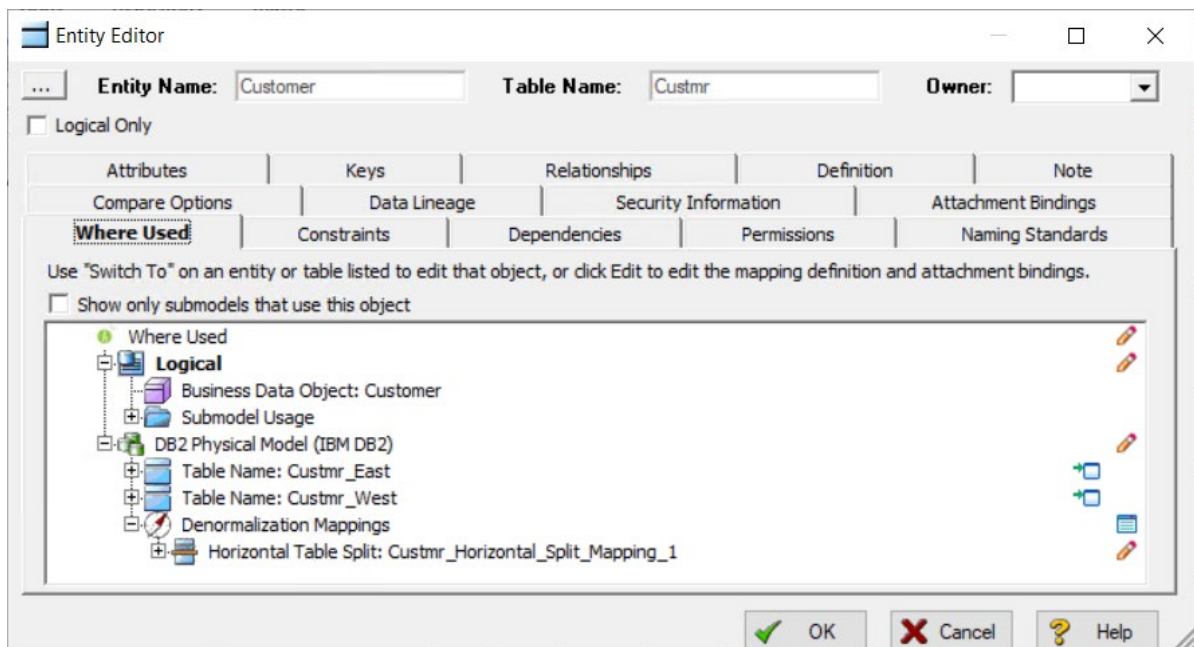 Entity Editor
... Entity Name: Customer Table Name: Custmr Owner:
Logical Only
Attributes Keys Relationships Definition Note
Compare Options Data Lineage Security Information Attachment Bindings
Where Used Constraints Dependencies Permissions Naming Standards
Use "Switch To" on an entity or table listed to edit that object, or click Edit to edit the mapping definition and attachment bindings.
Show only submodels that use this object
Where Used
Logical
Business Data Object: Customer
Submodel Usage
DB2 Physical Model (IBM DB2)
Table Name: Custmr_East
Table Name: Custmr_West
Denormalization Mappings
Horizontal Table Split: Custmr_Horizontal_Split_Mapping_1
OK Cancel Help